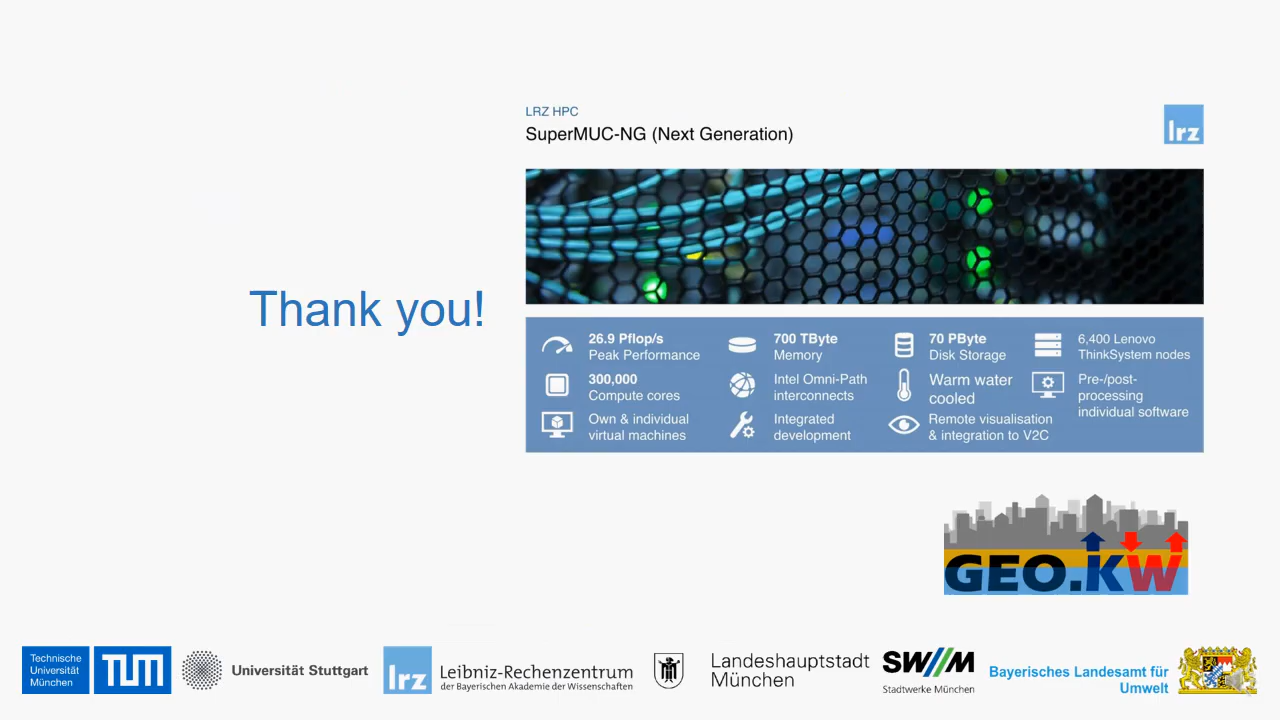 LRZ HPC
SuperMUC-NG (Next Generation)
lrz
Thank you!
26.9 Pflop/s
Peak Performance
700 TByte
Memory
70 PByte
Disk Storage
6,400 Lenovo
ThinkSystem nodes
300,000
Compute cores
Intel Omni-Path
interconnects
Warm water
cooled
Pre-/post-
processing
individual software
Own & individual
virtual machines
Integrated
development
Remote visualisation
& integration to V2C
GEO.KW
Technische
Universität
München
TUM
Universität Stuttgart
lrz
Leibniz-Rechenzentrum
der Bayerischen Akademie der Wissenschaften
Landeshauptstadt
München
SWM
Stadtwerke München
Bayerisches Landesamt für
Umwelt